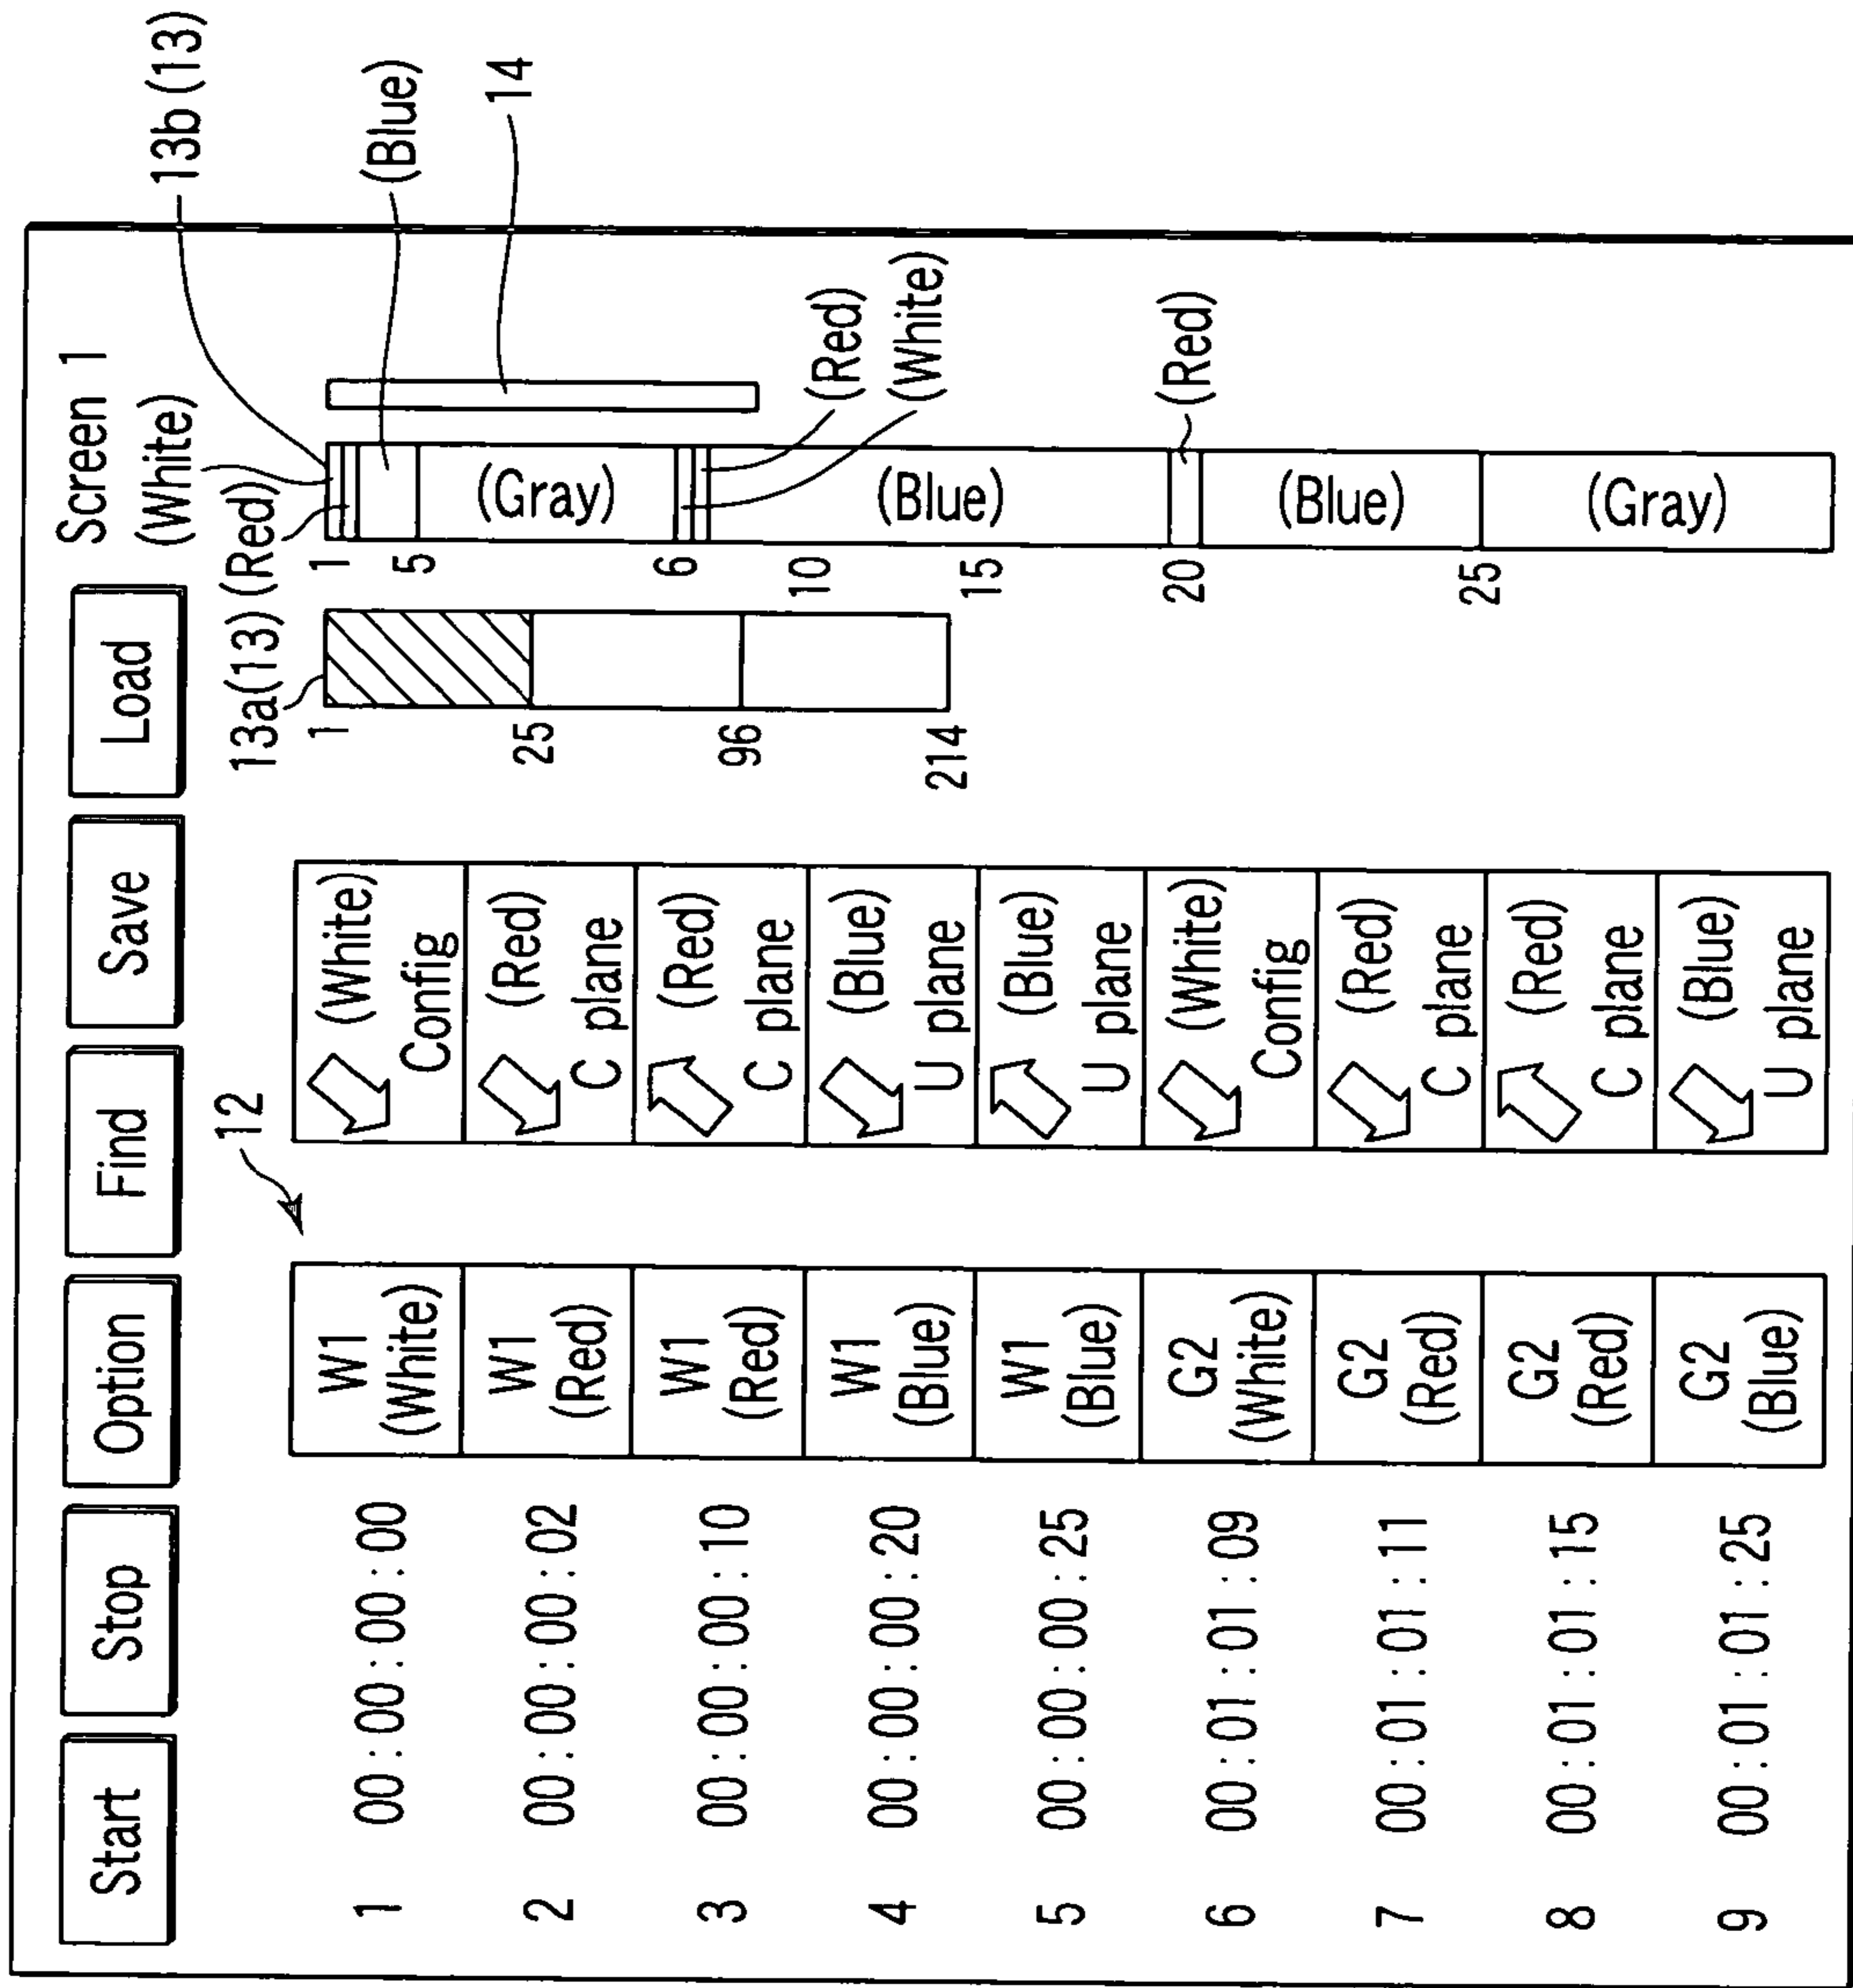 Start Stop Option Find Save Load Screen 1
12
1 00:00:00:00 W1 (White) (White) Config
2 00:00:00:02 W1 (Red) (Red) C plane
3 00:00:00:10 W1 (Red) (Red) C plane
4 00:00:00:20 W1 (Blue) (Blue) U plane
5 00:00:00:25 W1 (Blue) (Blue) U plane
6 00:01:01:09 G2 (White) (White) Config
7 00:01:01:11 G2 (Red) (Red) C plane
8 00:01:01:15 G2 (Red) (Red) C plane
9 00:01:01:25 G2 (Blue) (Blue) U plane
13a(13) (Red) (White) 13b (13)
1
25
96
214
1
5
6
10
15
20
25
(Blue)
14
(Gray)
(Red)
(White)
(Blue)
(Red)
(Blue)
(Gray)